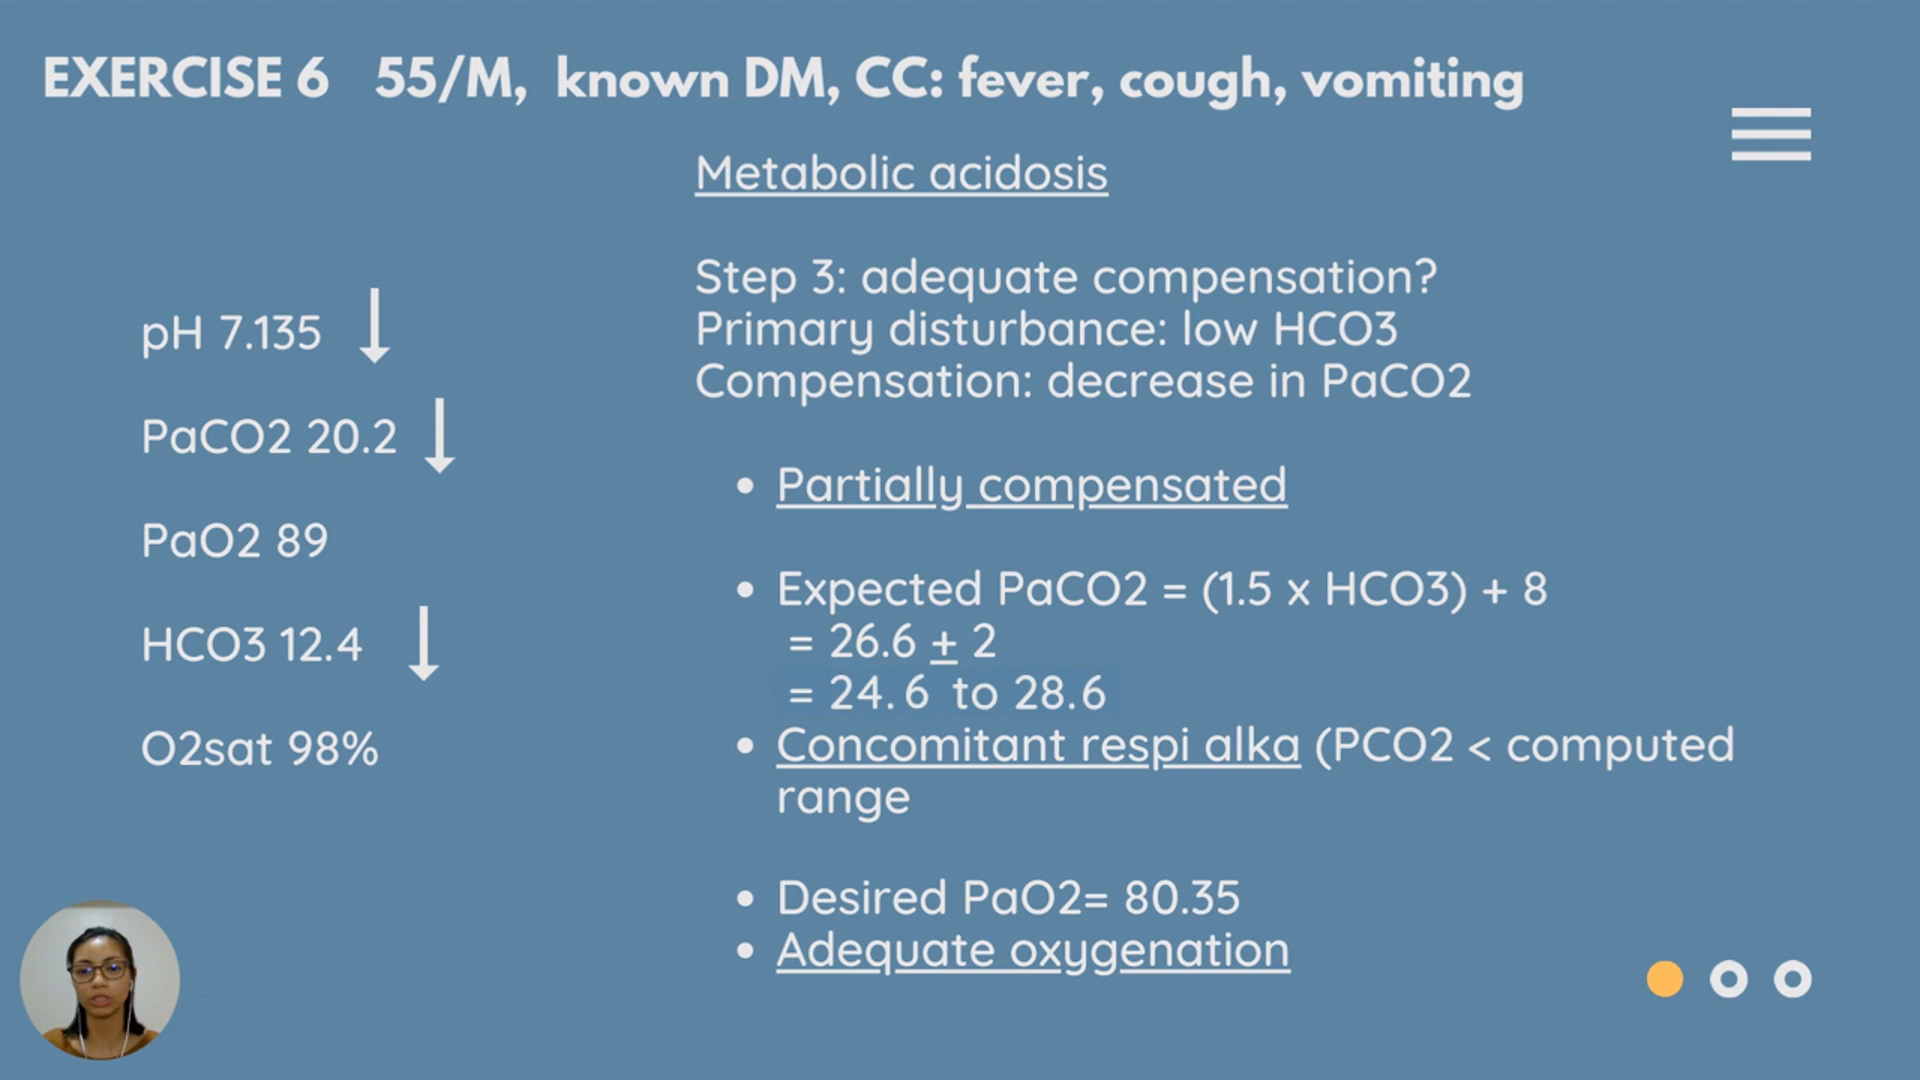 EXERCISE 6 55/M, known DM, CC: fever, cough, vomiting
Metabolic acidosis
Step 3: adequate compensation?
Primary disturbance: low HCO3
Compensation: decrease in PaCO2
pH 7.135
PaCO2 20.2
PaO2 89
HCO3 12.4
O2sat 98%
• Partially compensated
• Expected PaCO2 = (1.5 x HCO3) + 8
= 26.6 ± 2
= 24.6 to 28.6
• Concomitant respi alka (PCO2 < computed
range
• Desired PaO2= 80.35
• Adequate oxygenation